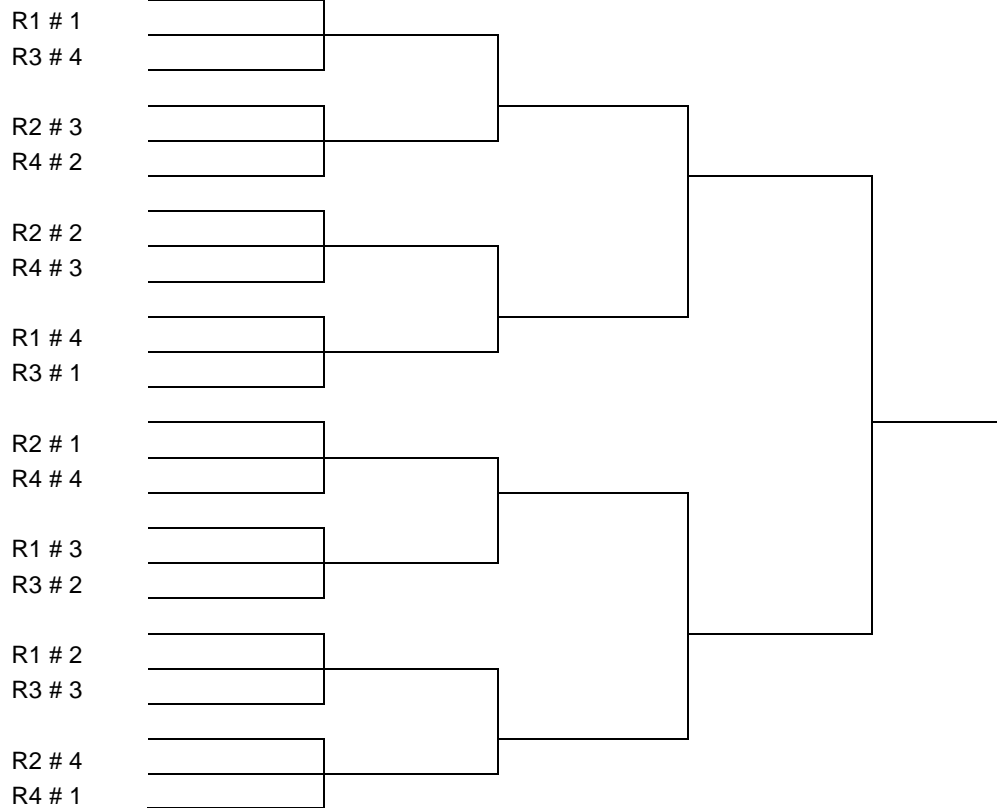 R1 # 1
R3 # 4
R2 # 3
R4 # 2
R2 # 2
R4 # 3
R1 # 4
R3 # 1
R2 # 1
R4 # 4
R1 # 3
R3 # 2
R1 # 2
R3 # 3
R2 # 4
R4 # 1